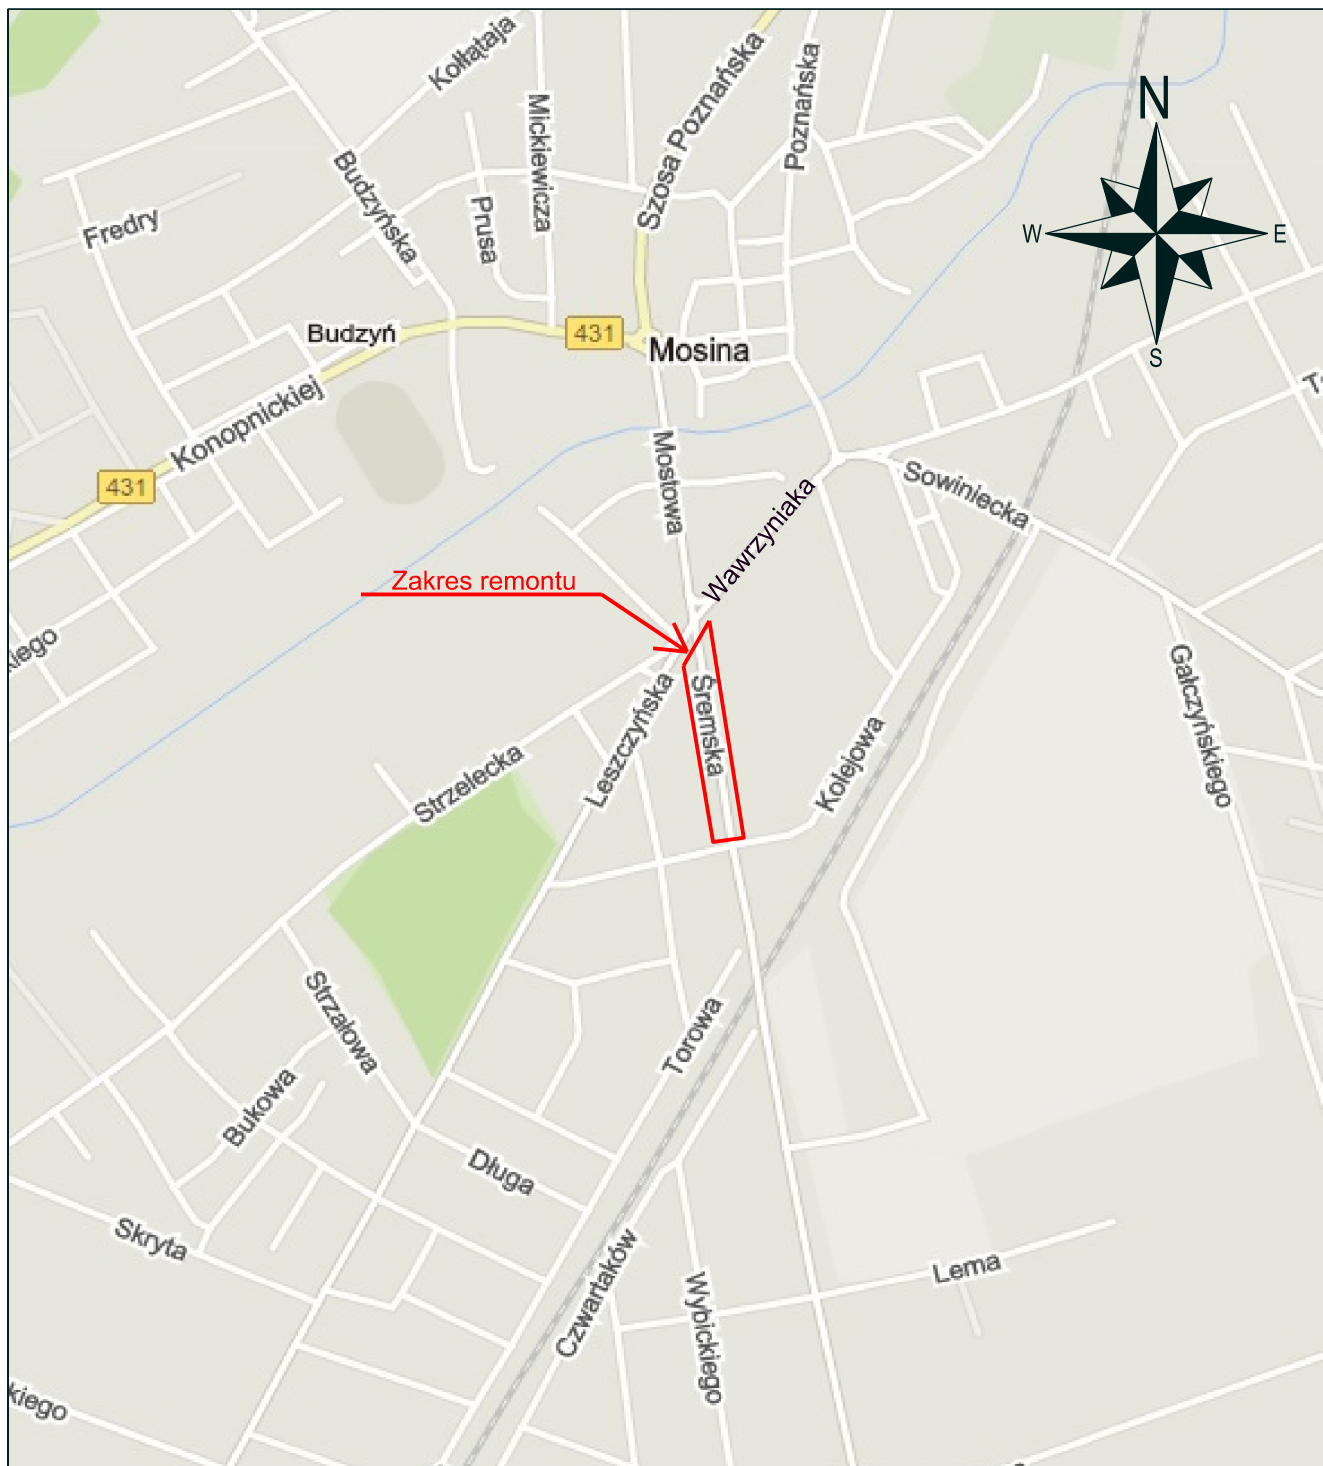 Kołłątaja
Mickiewicza
Szosa Poznańska
Poznańska
N
W
E
S
Budzyńska
Prusa
Fredry
Budzyń
431
Mosina
Konopnickiej
431
Mostowa
Wawrzyniaka
Sowiniecka
Zakres remontu
kiego
Śremska
Leszczyńska
Gałczyńskiego
Strzelecka
Kolejowa
Strzałowa
Torowa
Bukowa
Długa
Skryta
Czwartaków
Wybickiego
Lema
kiego